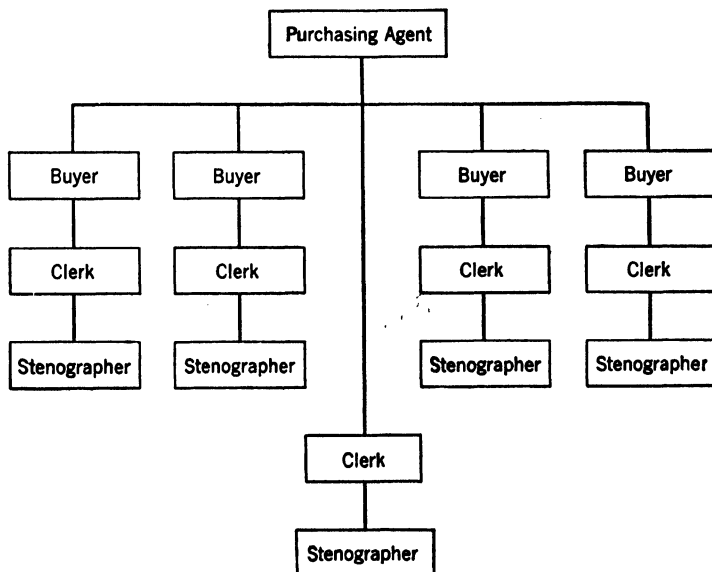 Purchasing Agent
Buyer Buyer Buyer Buyer
Clerk Clerk Clerk Clerk
Stenographer Stenographer Stenographer Stenographer
Clerk
Stenographer